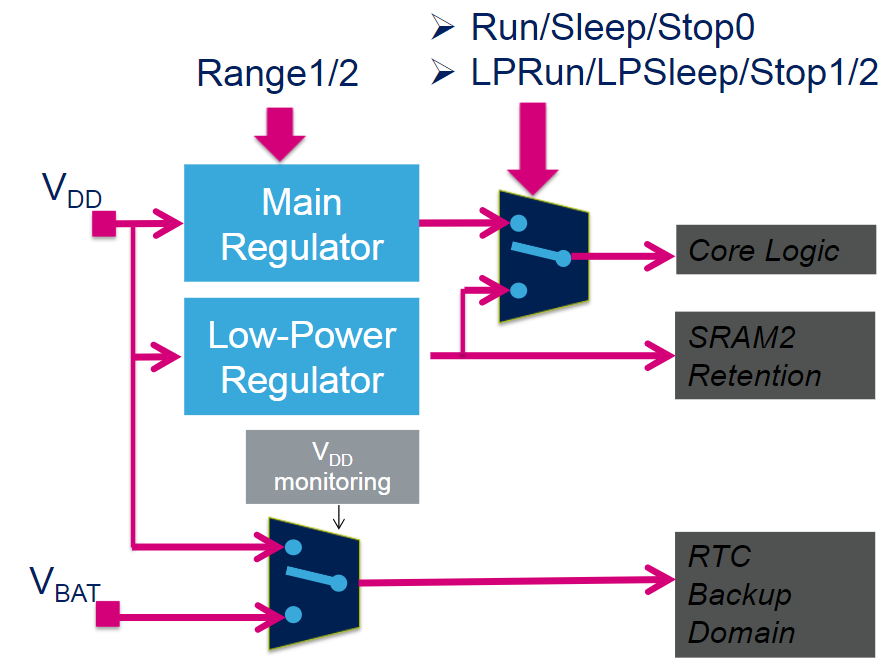 Run/Sleep/Stop0
LPRun/LPSleep/Stop1/2
Range1/2
VDD
Main
Regulator
Core Logic
Low-Power
Regulator
SRAM2
Retention
VDD
monitoring
VBAT
RTC
Backup
Domain